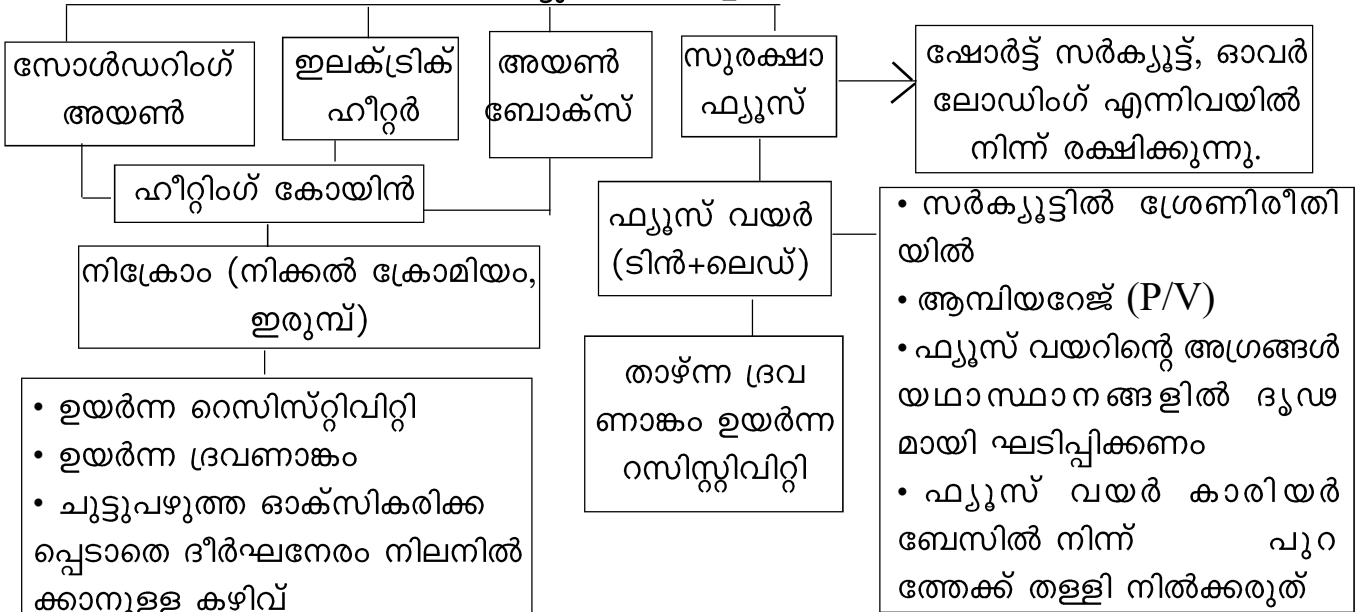 സോൾഡറിംഗ്
അയൺ
ഇലക്ട്രിക്
ഹീറ്റർ
അയൺ
ബോക്സ്
സുരക്ഷാ
ഫ്യൂസ്
ഷോർട്ട് സർക്യൂട്ട്, ഓവർ
ലോഡിംഗ് എന്നിവയിൽ
നിന്ന് രക്ഷിക്കുന്നു.
ഹീറ്റിംഗ് കോയിൻ
നിക്രോം (നിക്കൽ ക്രോമിയം,
ഇരുമ്പ്)
• ഉയർന്ന റെസിസ്റ്റിവിറ്റി
• ഉയർന്ന ദ്രവണാങ്കം
• ചുട്ടുപഴുത്ത ഓക്സികരിക്ക
പ്പെടാതെ ദീർഘനേരം നിലനിൽ
ക്കാനുളള കഴിവ്
ഫ്യൂസ് വയർ
(ടിൻ+ലെഡ്)
താഴ്ന്ന ദ്രവ
ണാങ്കം ഉയർന്ന
റസിസ്റ്റിവിറ്റി
• സർക്യൂട്ടിൽ ശ്രേണിരീതി
യിൽ
• ആമ്പിയറേജ് (P/V)
• ഫ്യൂസ് വയറിന്റെ അഗ്രങ്ങൾ
യഥാസ്ഥാനങ്ങളിൽ ദൃഢ
മായി ഘടിപ്പിക്കണം
• ഫ്യൂസ് വയർ കാരിയർ
ബേസിൽ നിന്ന് പുറ
ത്തേക്ക് തള്ളി നിൽക്കരുത്